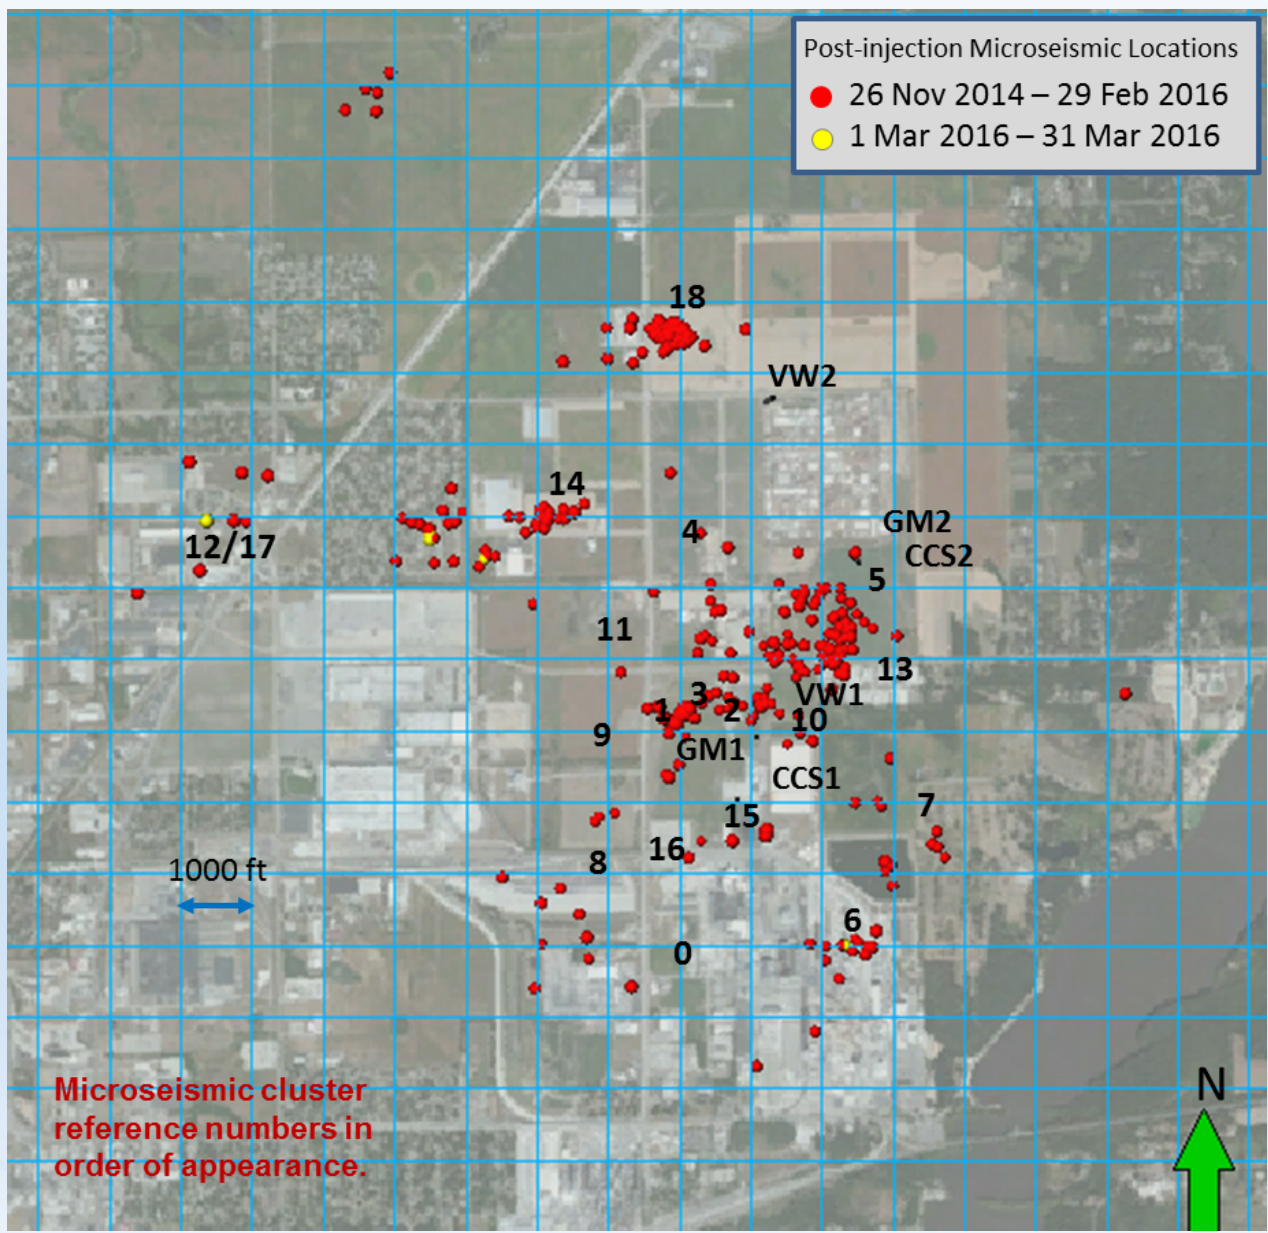 Post-injection Microseismic Locations
26 Nov 2014 – 29 Feb 2016
1 Mar 2016 – 31 Mar 2016
18
VW2
14
4
GM2
12/17
CCS2
5
11
13
3
VW1
1
2
10
9
GM1
CCS1
7
15
16
8
1000 ft
6
0
N
Microseismic cluster
reference numbers in
order of appearance.